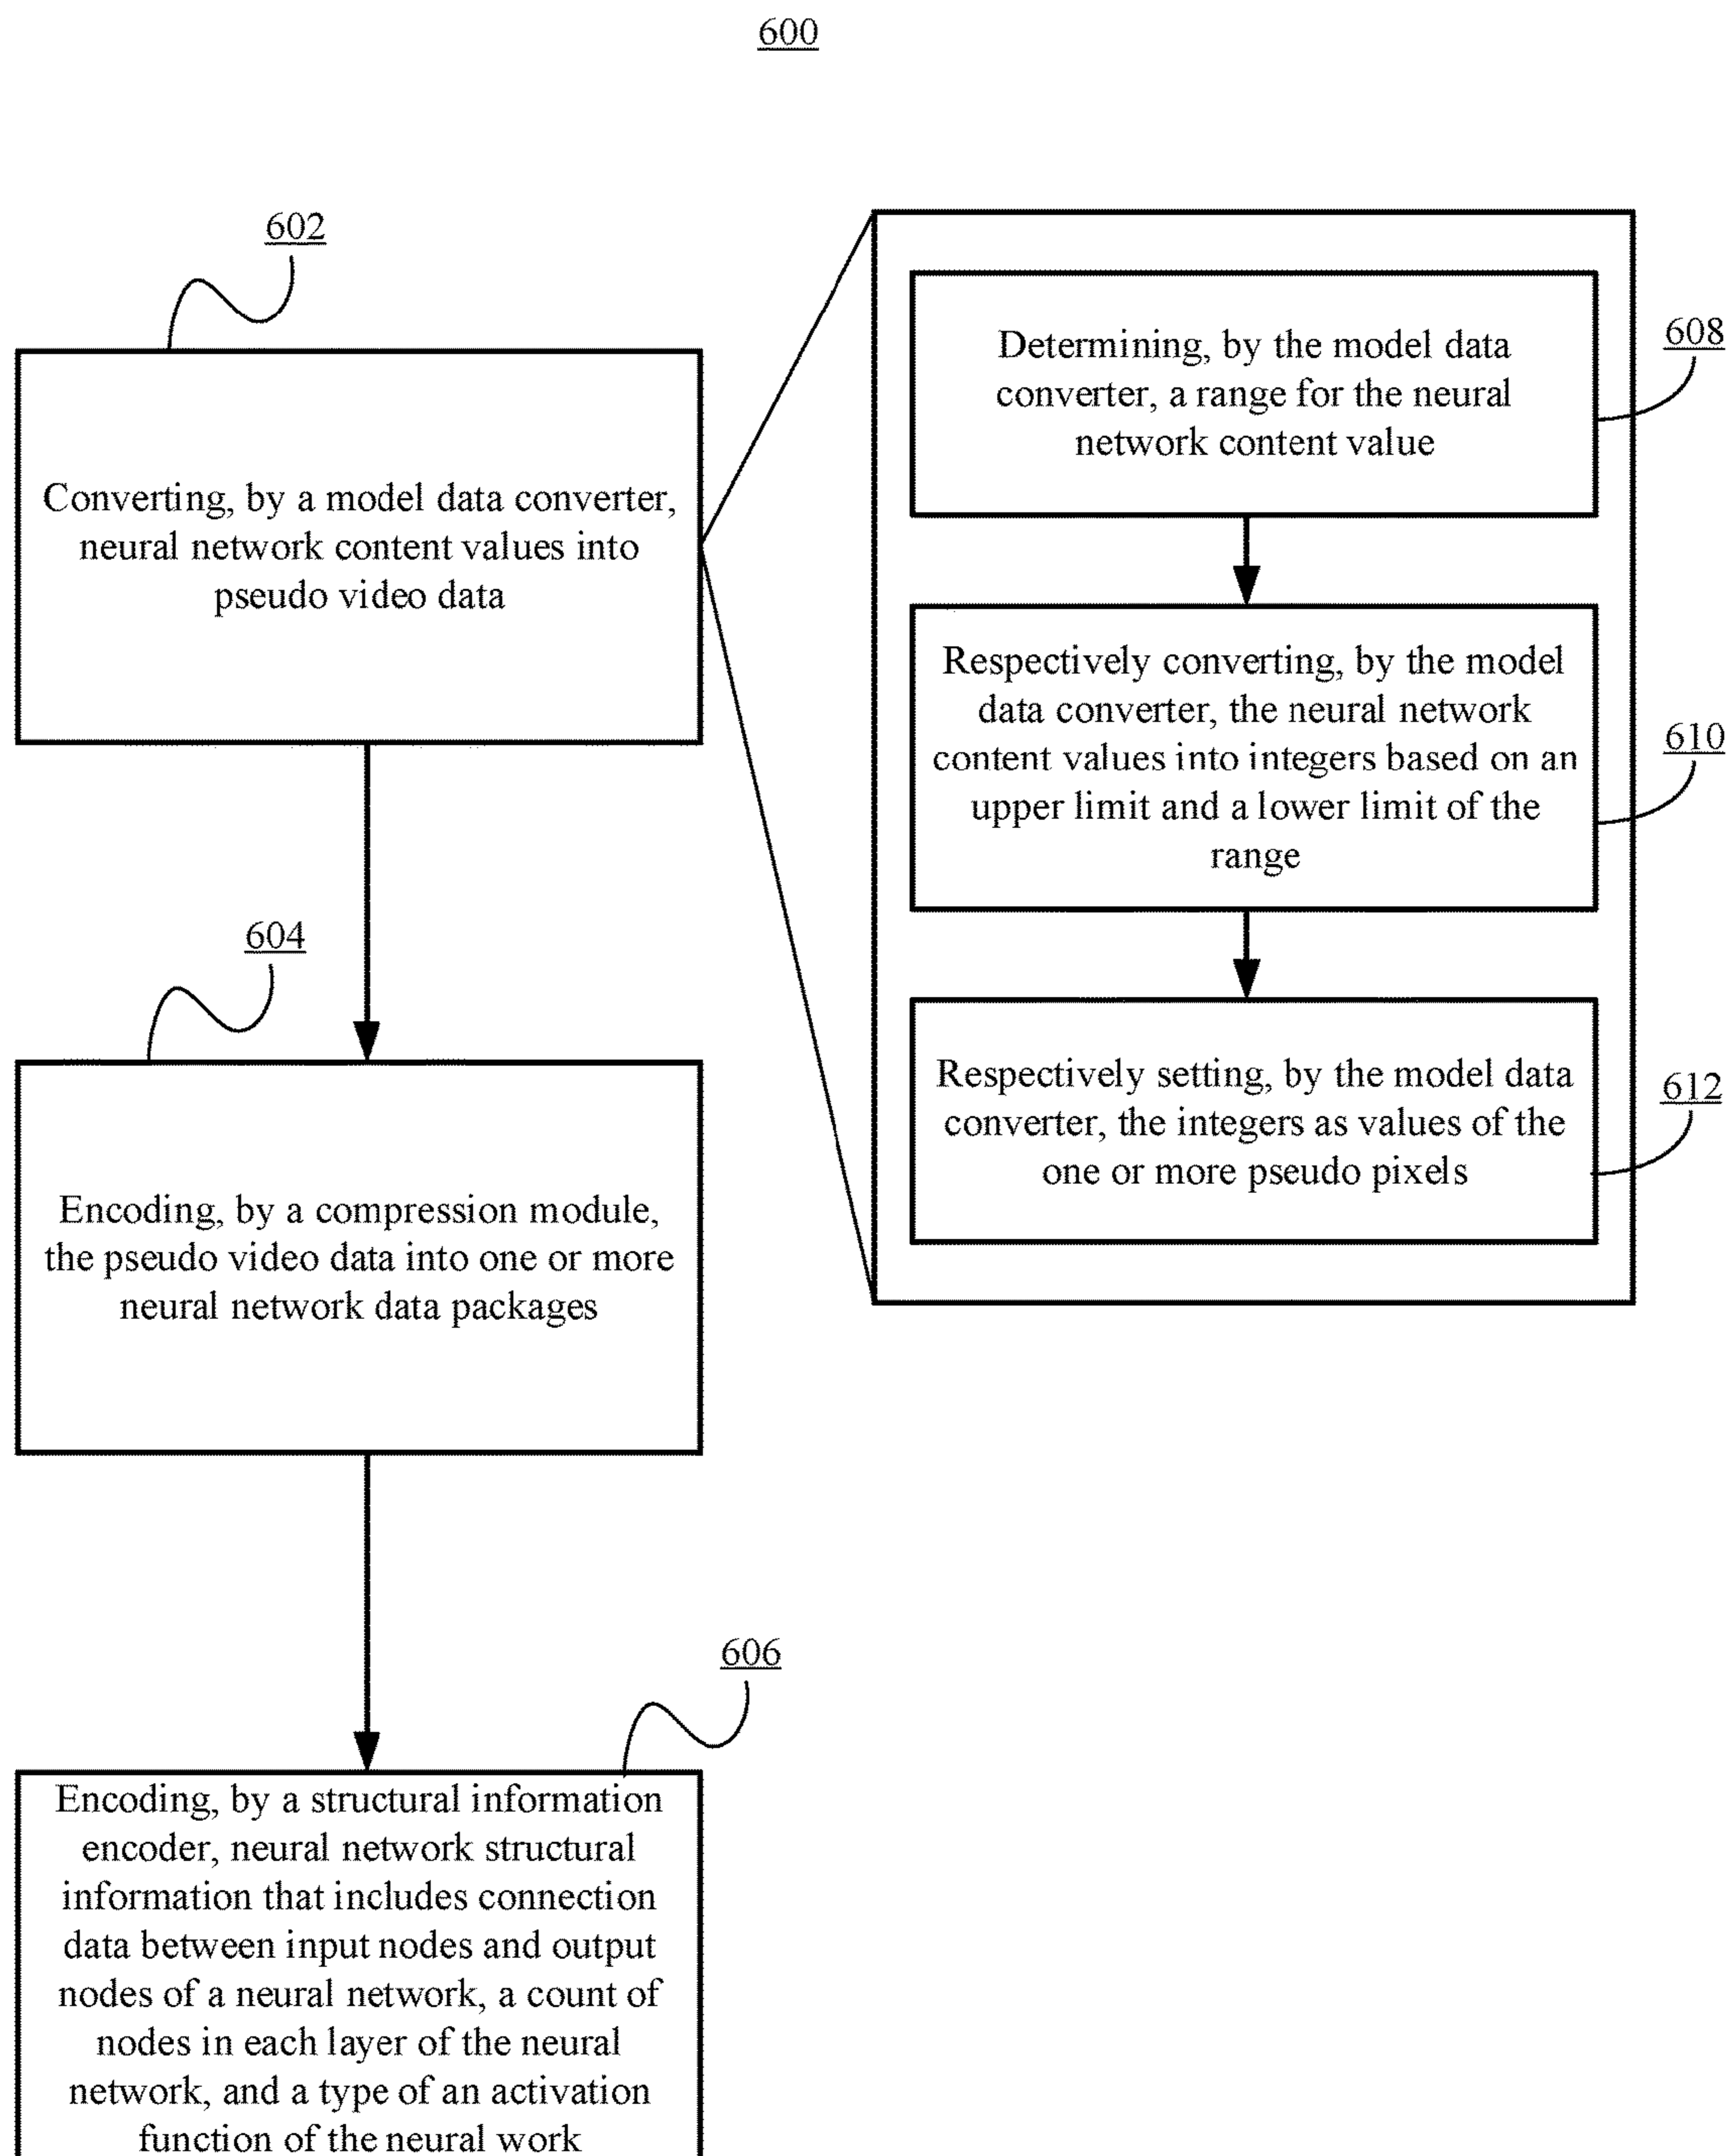 600
602
Converting, by a model data converter,
neural network content values into
pseudo video data
604
Encoding, by a compression module,
the pseudo video data into one or more
neural network data packages
606
Encoding, by a structural information
encoder, neural network structural
information that includes connection
data between input nodes and output
nodes of a neural network, a count of
nodes in each layer of the neural
network, and a type of an activation
function of the neural work
608
Determining, by the model data
converter, a range for the neural
network content value
610
Respectively converting, by the model
data converter, the neural network
content values into integers based on an
upper limit and a lower limit of the
range
612
Respectively setting, by the model data
converter, the integers as values of the
one or more pseudo pixels